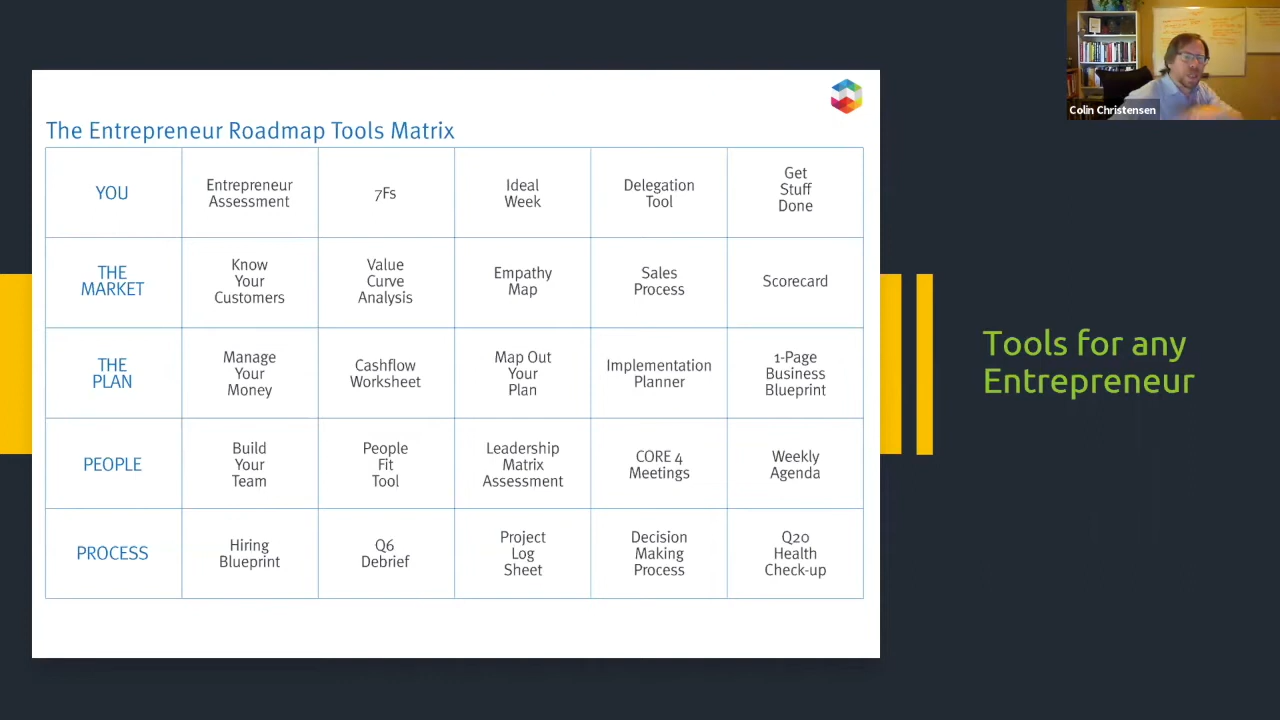 Colin Christensen
The Entrepreneur Roadmap Tools Matrix
YOU
Entrepreneur
Assessment
7Fs
Ideal
Week
Delegation
Tool
Get
Stuff
Done
THE
MARKET
Know
Your
Customers
Value
Curve
Analysis
Empathy
Map
Sales
Process
Scorecard
THE
PLAN
Manage
Your
Money
Cashflow
Worksheet
Map Out
Your
Plan
Implementation
Planner
1-Page
Business
Blueprint
PEOPLE
Build
Your
Team
People
Fit
Tool
Leadership
Matrix
Assessment
CORE 4
Meetings
Weekly
Agenda
PROCESS
Hiring
Blueprint
Q6
Debrief
Project
Log
Sheet
Decision
Making
Process
Q20
Health
Check-up
Tools for any
Entrepreneur